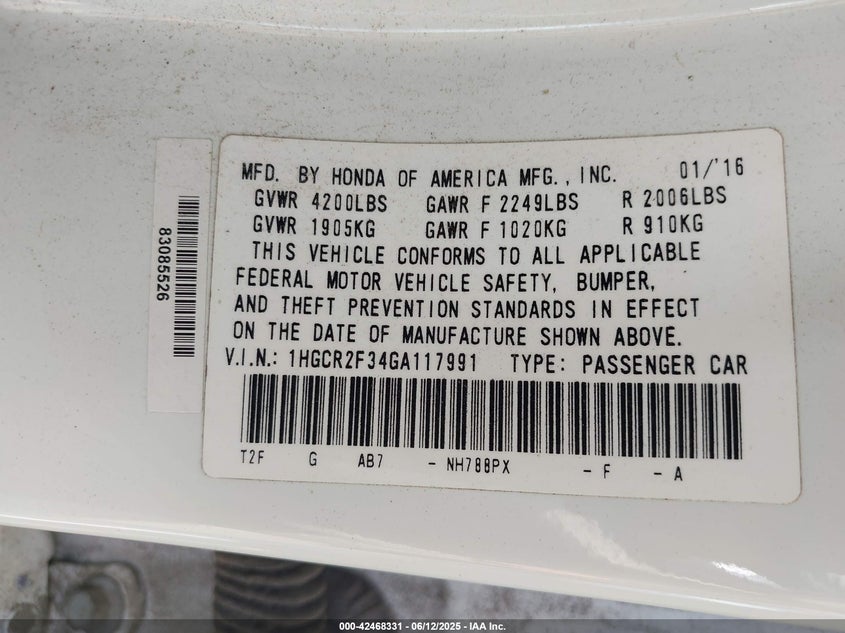 MFD. BY HONDA OF AMERICA MFG., INC. 01/'16
GVWR 4200LBS GAWR F 2249LBS R 2006LBS
GVWR 1905KG GAWR F 1020KG R 910KG
THIS VEHICLE CONFORMS TO ALL APPLICABLE
FEDERAL MOTOR VEHICLE SAFETY, BUMPER,
AND THEFT PREVENTION STANDARDS IN EFFECT
ON THE DATE OF MANUFACTURE SHOWN ABOVE.
V.I.N.: 1HGCR2F34GA117991 TYPE: PASSENGER CAR
T2F G AB7 - NH788PX - F - A
83085526
000-42468331 - 06/12/2025 - IAA Inc.